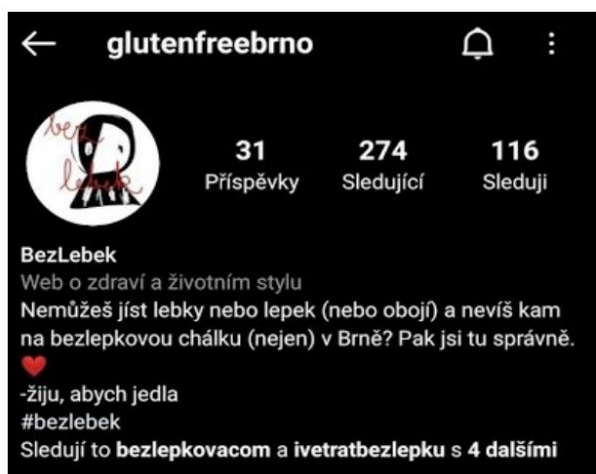 glutenfreebrno
bez
lebek
31 274 116
Příspěvky Sledující Sleduji
BezLebek
Web o zdraví a životním stylu
Nemůžeš jíst lebky nebo lepek (nebo obojí) a nevíš kam
na bezlepkovou chálku (nejen) v Brně? Pak jsi tu správně.
❤️
-žiju, abych jedla
#bezlebek
Sledují to bezlepkovacom a ivetratbezlepku s 4 dalšími